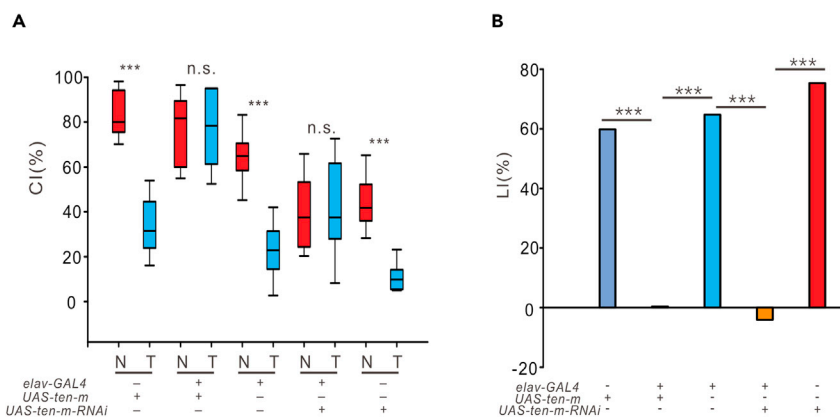 A
B
***
n.s.
***
n.s.
***
CI(%)
100
80
60
40
20
0
N T N T N T N T N T
elav-GAL4 – + + + –
UAS-ten-m + + – – –
UAS-ten-m-RNAi – – – + +
***
***
***
***
LI(%)
80
60
40
20
0
-20
elav-GAL4 - + + + -
UAS-ten-m + + - - -
UAS-ten-m-RNAi - - - + +